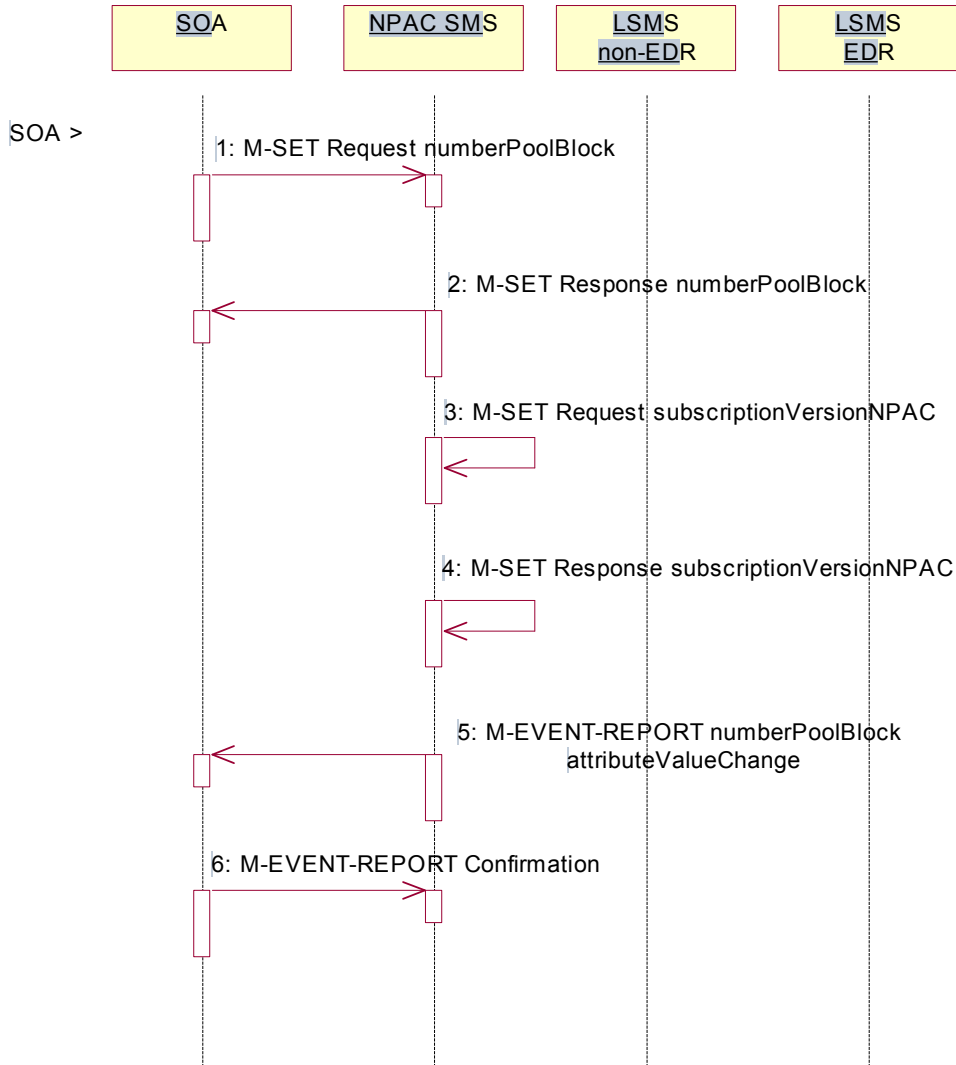 SOA
NPAC SMS
LSMS
non-EDR
LSMS
EDR
SOA >
1: M-SET Request numberPoolBlock
2: M-SET Response numberPoolBlock
3: M-SET Request subscriptionVersionNPAC
4: M-SET Response subscriptionVersionNPAC
5: M-EVENT-REPORT numberPoolBlock
attributeValueChange
6: M-EVENT-REPORT Confirmation